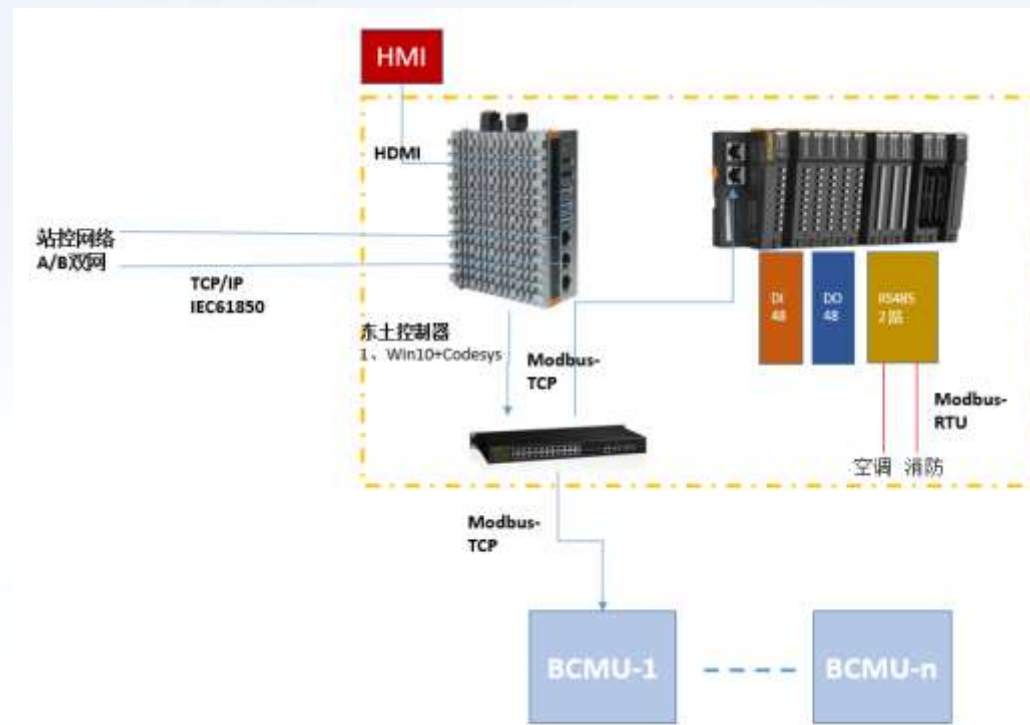 HMI
HDMI
站控网络
A/B双网
TCP/IP
IEC61850
东土控制器
1、Win10+Codesys
Modbus-
TCP
DI
48
DO
48
RS485
2路
Modbus-
RTU
空调 消防
Modbus-
TCP
BCMU-1
BCMU-n